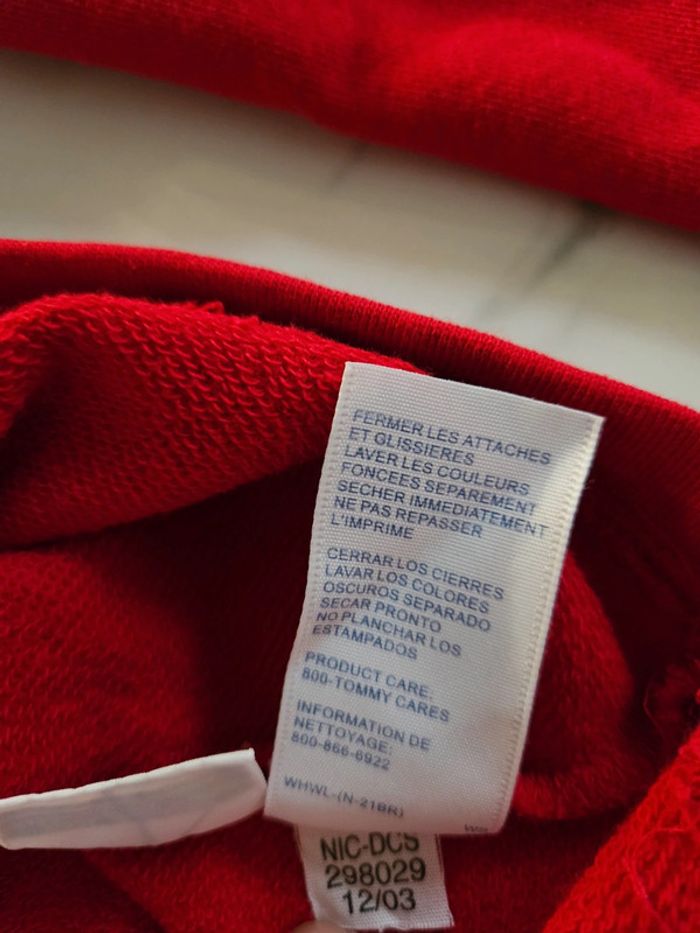 FERMER LES ATTACHES
ET GLISSIERES
LAVER LES COULEURS
FONCEES SEPAREMENT
SECHER IMMEDIATEMENT
NE PAS REPASSER
L'IMPRIME
CERRAR LOS CIERRES
LAVAR LOS COLORES
OSCUROS SEPARADO
SECAR PRONTO
NO PLANCHAR LOS
ESTAMPADOS
PRODUCT CARE:
800-TOMMY CARES
INFORMATION DE
NETTOYAGE:
800-866-6922
WHWL-(N-21BR)
NIC-DCS
298029
12/03